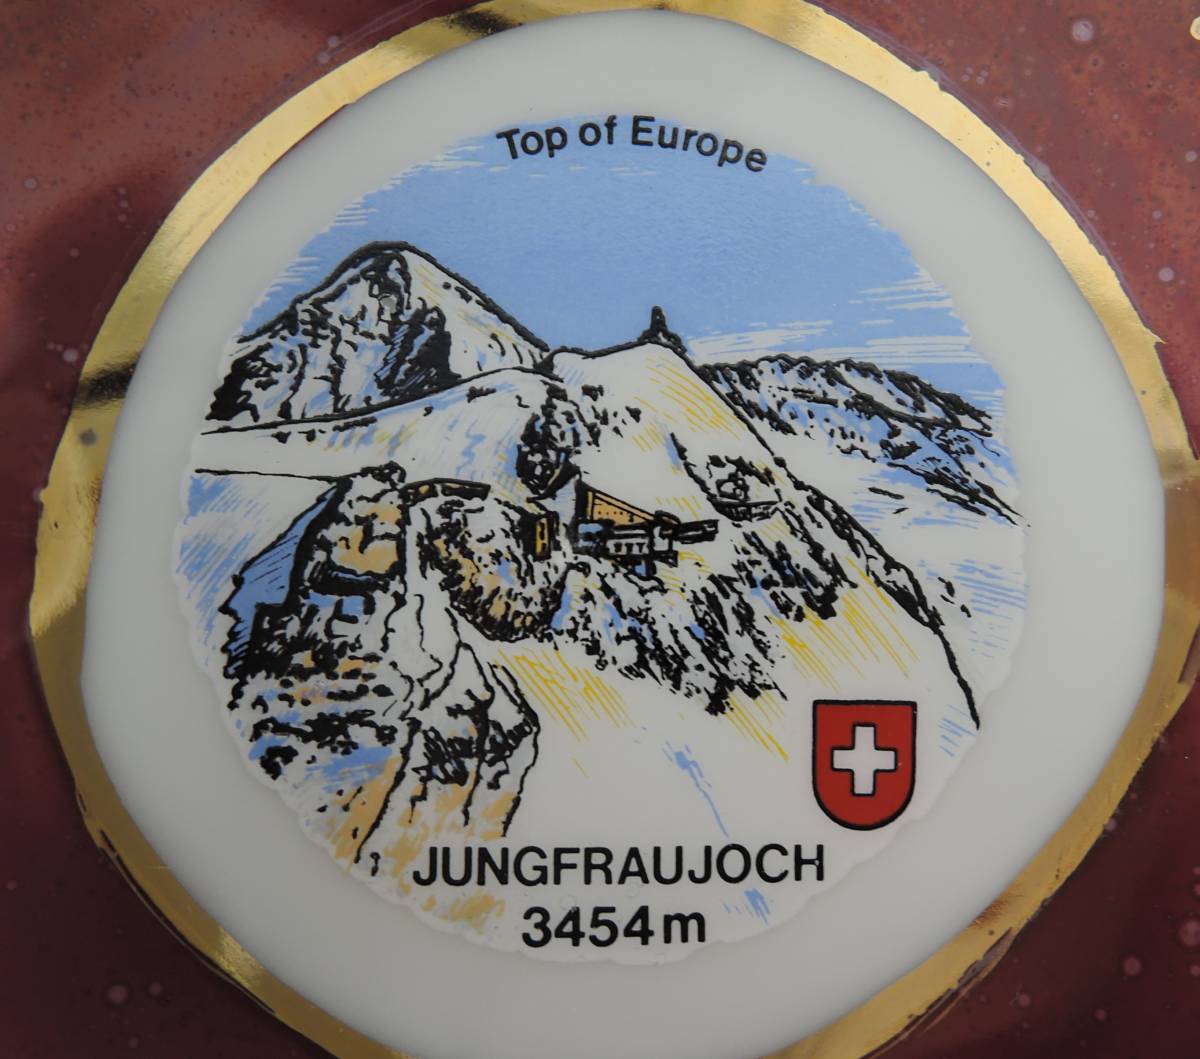 Top of Europe
JUNGFRAUJOCH
3454m